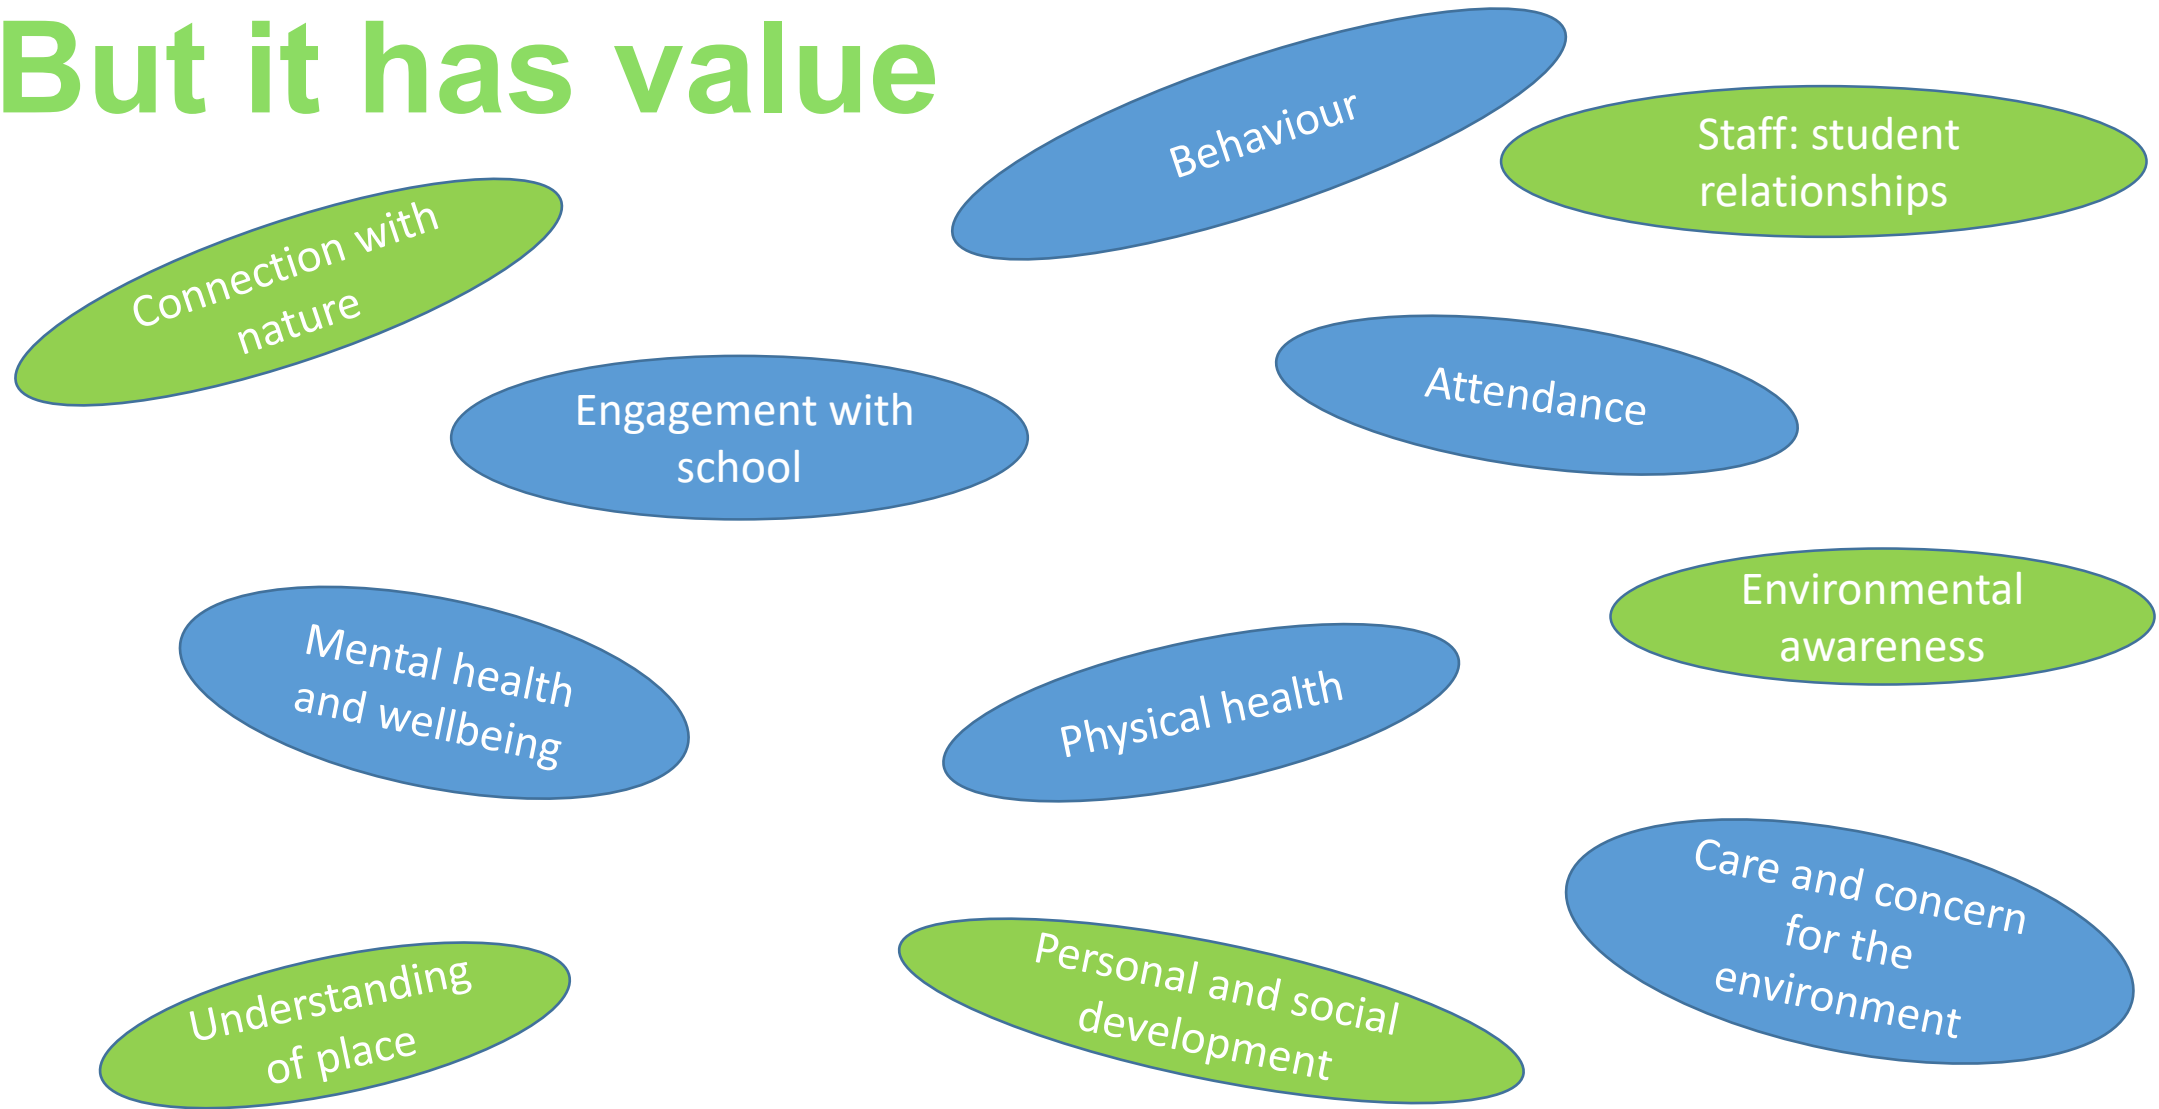 But it has value
Behaviour
Staff: student
relationships
Connection with
nature
Engagement with
school
Attendance
Mental health
and wellbeing
Physical health
Environmental
awareness
Care and concern
for the
environment
Understanding
of place
Personal and social
development